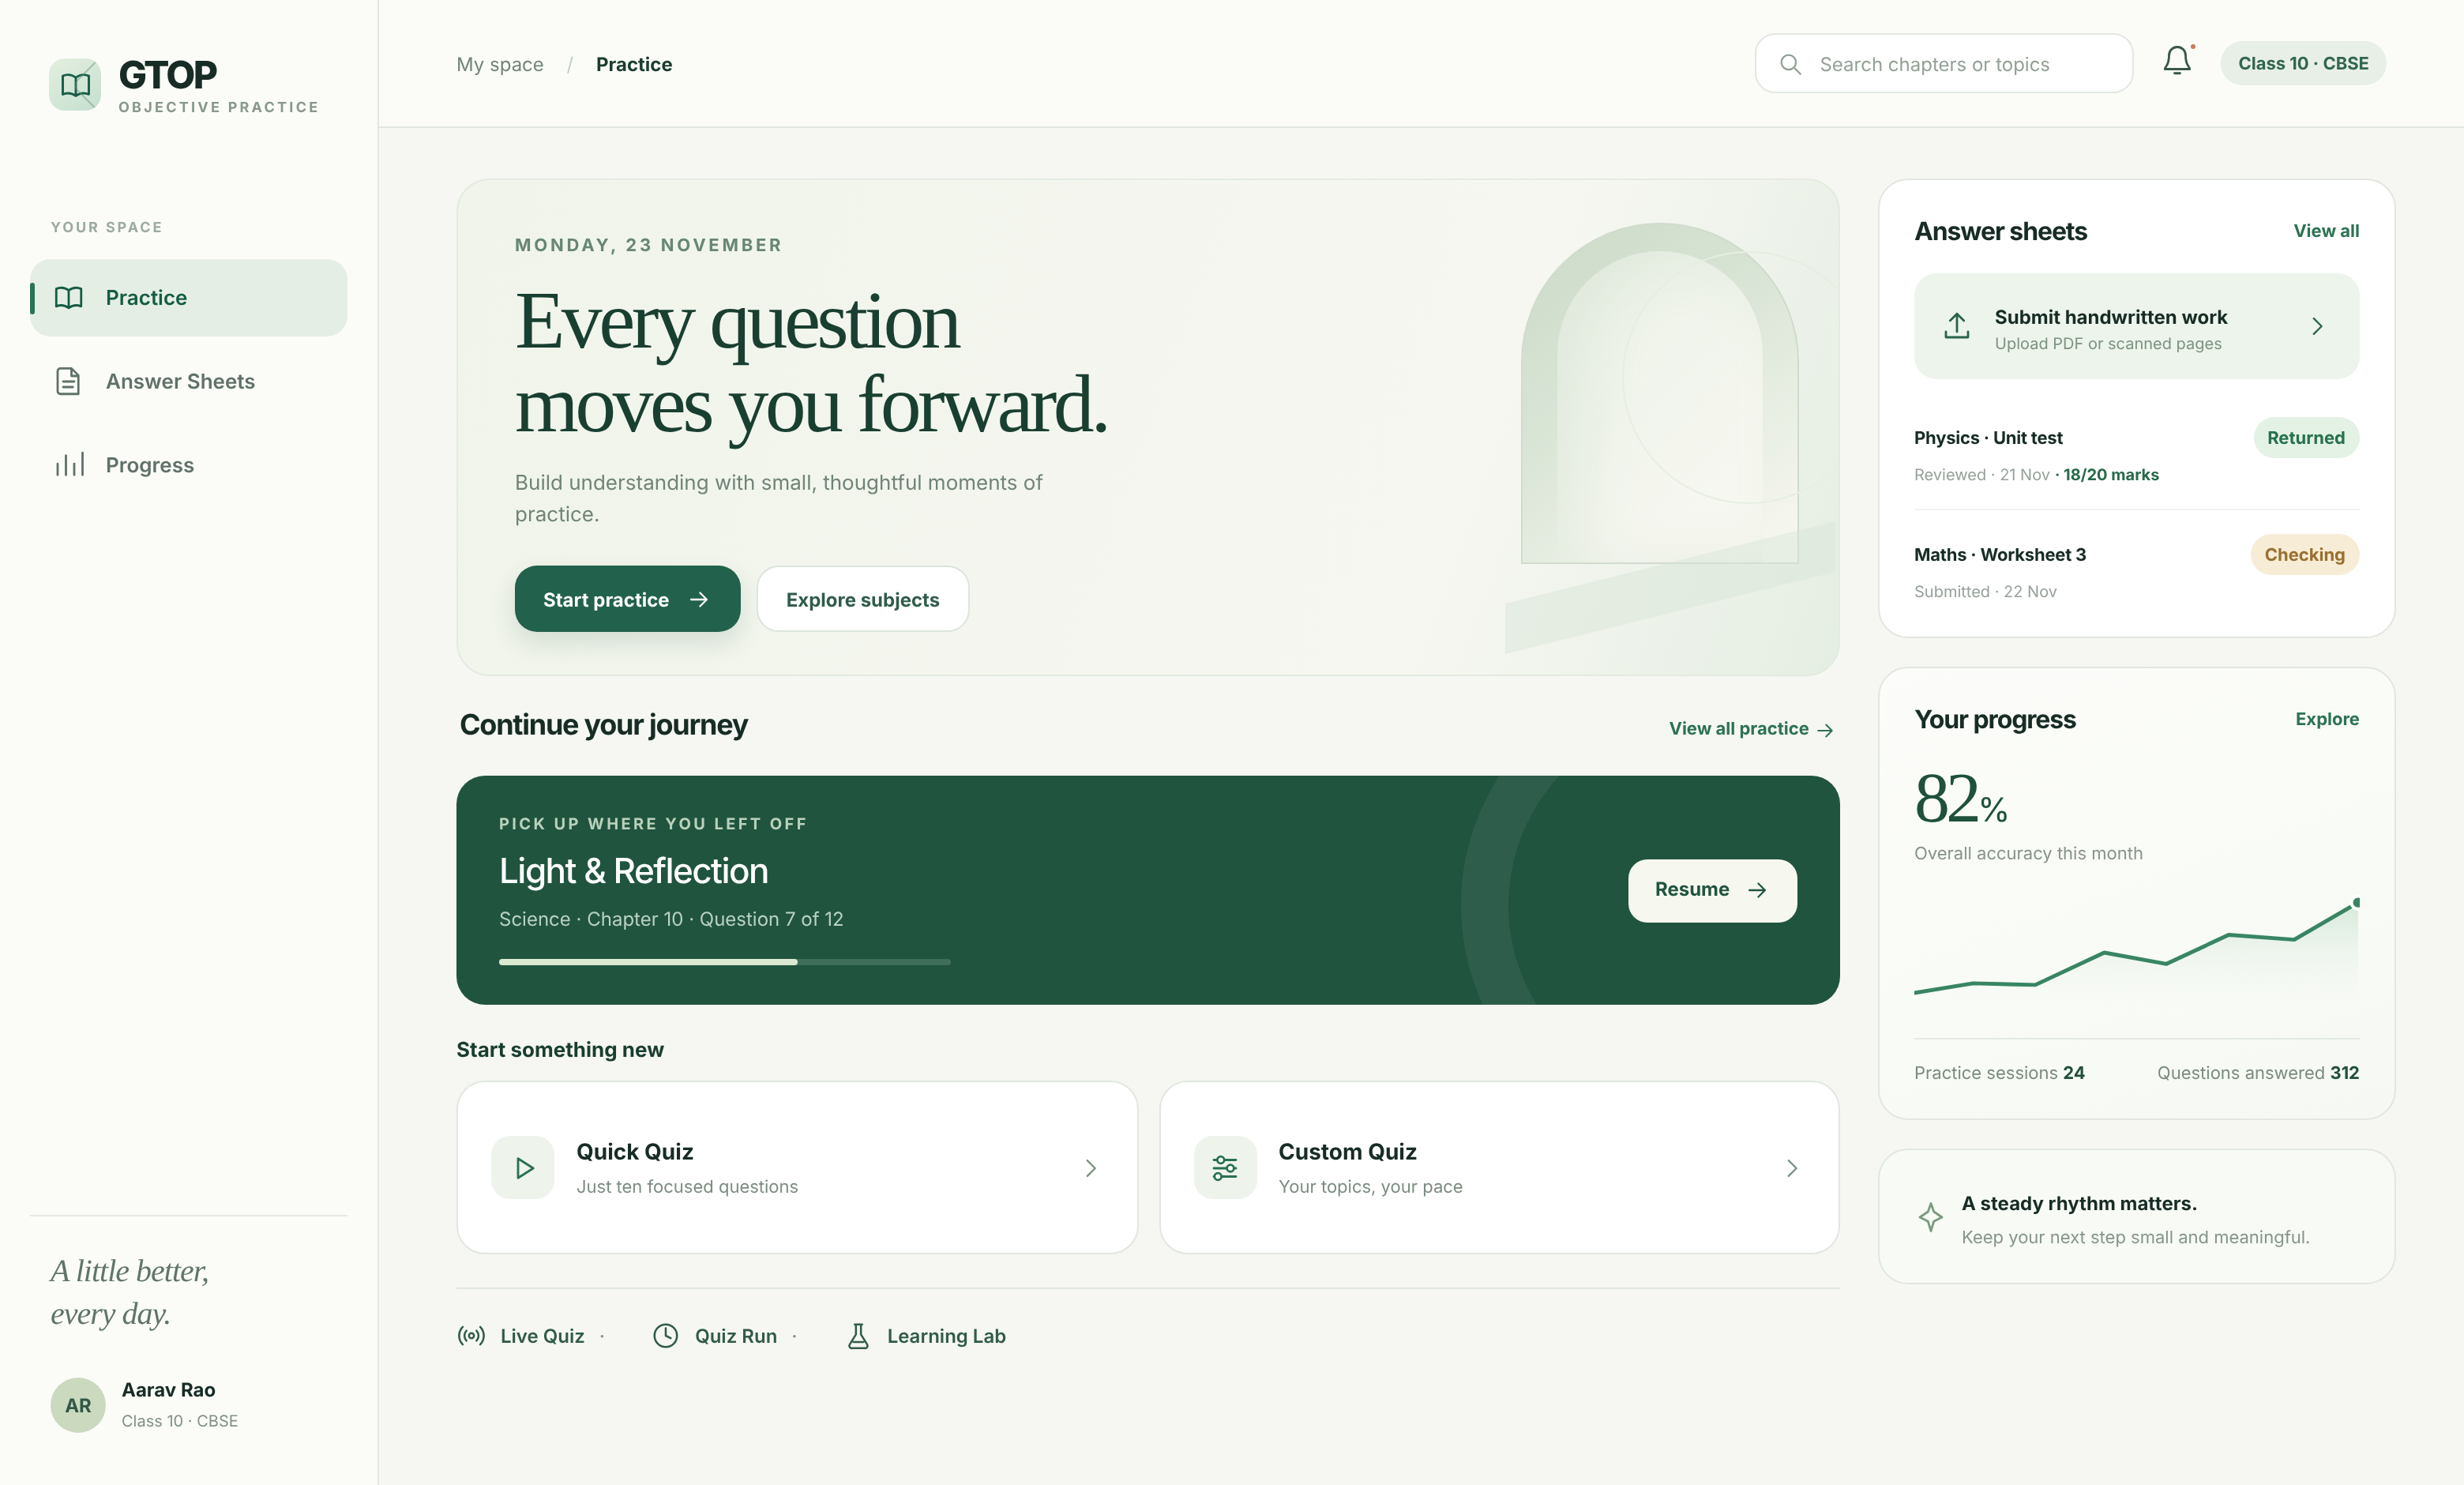 GTOP
OBJECTIVE PRACTICE
YOUR SPACE
Practice
Answer Sheets
Progress
A little better,
every day.
AR
Aarav Rao
Class 10 · CBSE
My space / Practice
Search chapters or topics
Class 10 · CBSE
MONDAY, 23 NOVEMBER
Every question
moves you forward.
Build understanding with small, thoughtful moments of
practice.
Start practice →
Explore subjects
Continue your journey
View all practice →
PICK UP WHERE YOU LEFT OFF
Light & Reflection
Science · Chapter 10 · Question 7 of 12
Resume →
Start something new
Quick Quiz
Just ten focused questions
Custom Quiz
Your topics, your pace
Live Quiz ·
Quiz Run ·
Learning Lab
Answer sheets
View all
Submit handwritten work
Upload PDF or scanned pages
Physics · Unit test
Returned
Reviewed · 21 Nov · 18/20 marks
Maths · Worksheet 3
Checking
Submitted · 22 Nov
Your progress
Explore
82%
Overall accuracy this month
Practice sessions 24
Questions answered 312
A steady rhythm matters.
Keep your next step small and meaningful.